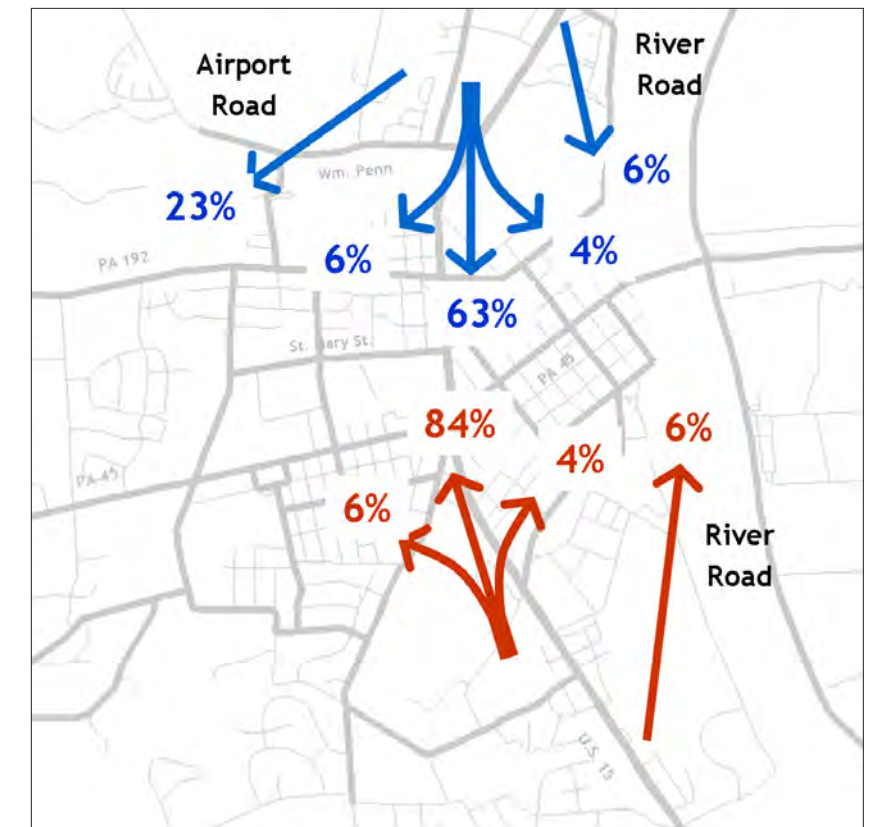 Airport
Road
River
Road
Wm. Penn
6%
23%
PA 192
6%
4%
63%
St. Mary St.
PA 45
84%
6%
4%
PA 45
6%
River
Road
U.S. 15